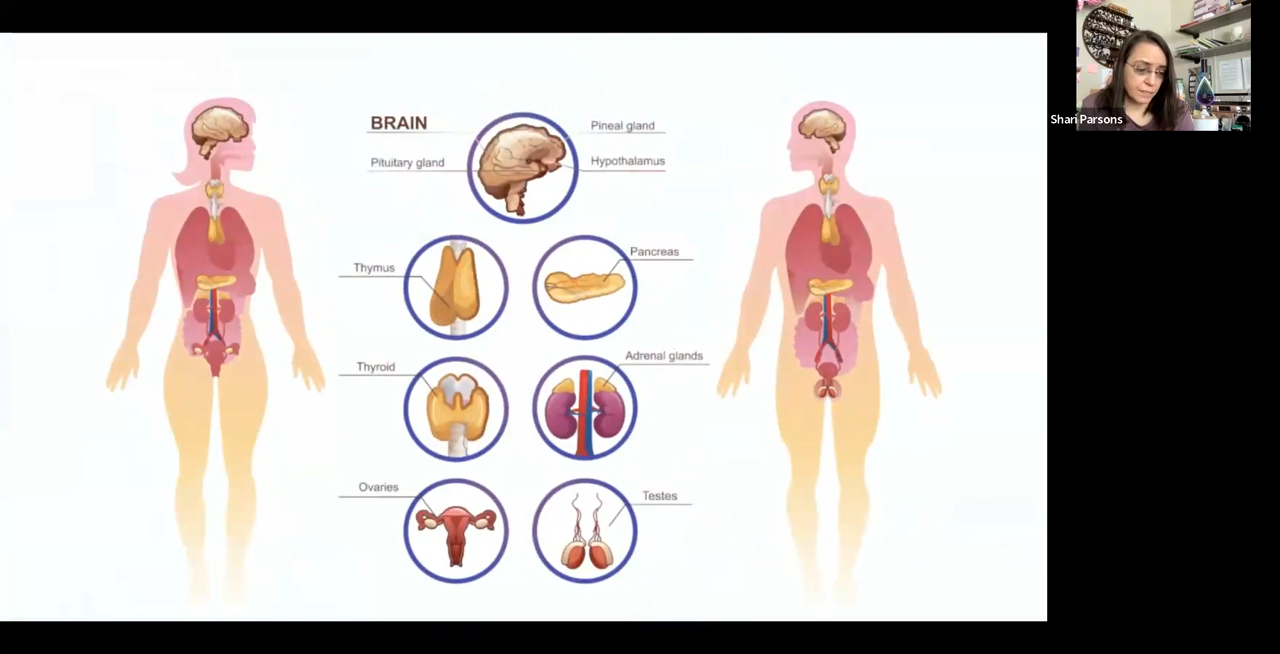 BRAIN
Pineal gland
Pituitary gland
Hypothalamus
Thymus
Pancreas
Thyroid
Adrenal glands
Ovaries
Testes
Shari Parsons